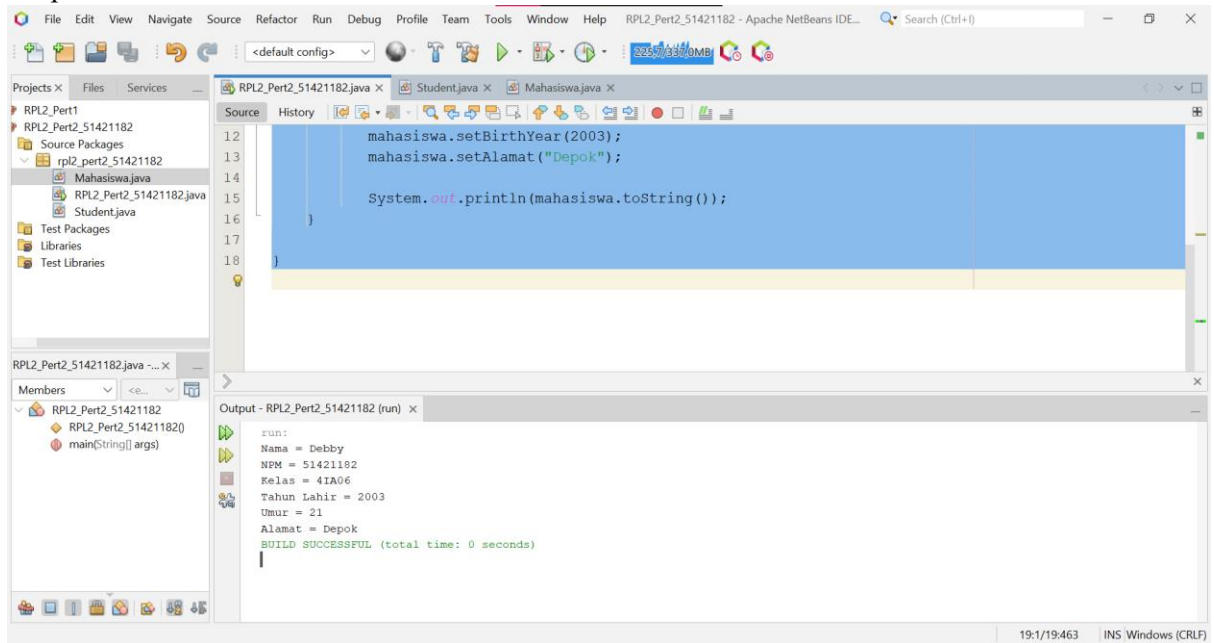 File Edit View Navigate Source Refactor Run Debug Profile Team Tools Window Help RPL2_Pert2_51421182 - Apache NetBeans IDE... Search (Ctrl+I)
<default config> 225,7/337,0MB
Projects Files Services
RPL2_Pert1
RPL2_Pert2_51421182
Source Packages
rpl2_pert2_51421182
Mahasiswa.java
RPL2_Pert2_51421182.java
Student.java
Test Packages
Libraries
Test Libraries
RPL2_Pert2_51421182.java Student.java Mahasiswa.java
Source History
12 mahasiswa.setBirthYear(2003);
13 mahasiswa.setAlamat("Depok");
14
15 System.out.println(mahasiswa.toString());
16 }
17
18 }
RPL2_Pert2_51421182.java -...
Members <e...
RPL2_Pert2_51421182
RPL2_Pert2_51421182()
main(String[] args)
Output - RPL2_Pert2_51421182 (run)
run:
Nama = Debby
NPM = 51421182
Kelas = 4IA06
Tahun Lahir = 2003
Umur = 21
Alamat = Depok
BUILD SUCCESSFUL (total time: 0 seconds)
19:1/19:463 INS Windows (CRLF)